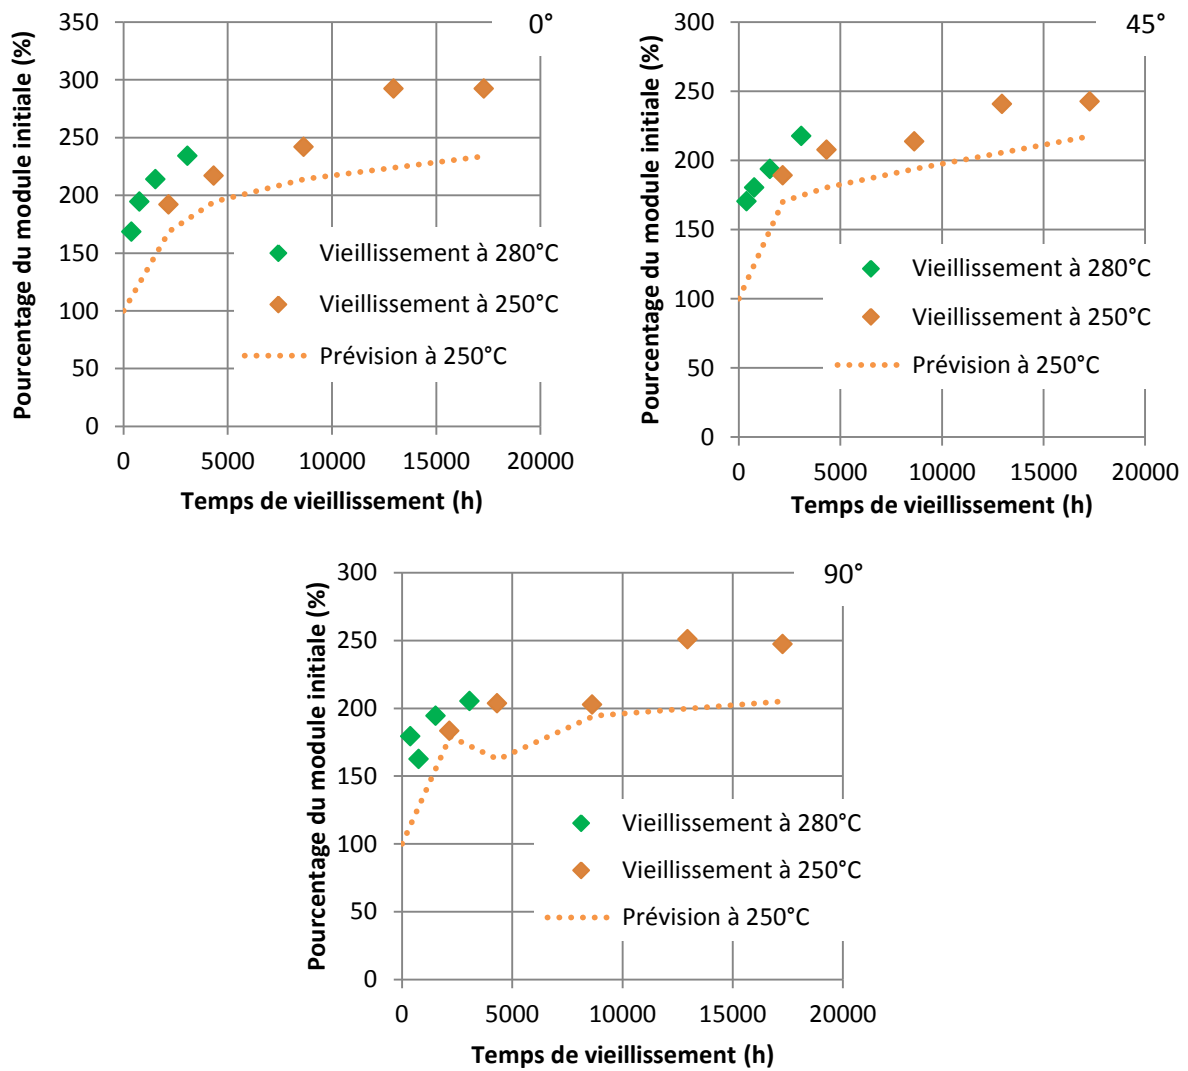 0°
Pourcentage du module initiale (%)
350
300
250
200
150
100
50
0
Vieillissement à 280°C
Vieillissement à 250°C
Prévision à 250°C
0 5000 10000 15000 20000
Temps de vieillissement (h)
45°
Pourcentage du module initiale (%)
300
250
200
150
100
50
0
Vieillissement à 280°C
Vieillissement à 250°C
Prévision à 250°C
0 5000 10000 15000 20000
Temps de vieillissement (h)
90°
Pourcentage du module initiale (%)
300
250
200
150
100
50
0
Vieillissement à 280°C
Vieillissement à 250°C
Prévision à 250°C
0 5000 10000 15000 20000
Temps de vieillissement (h)